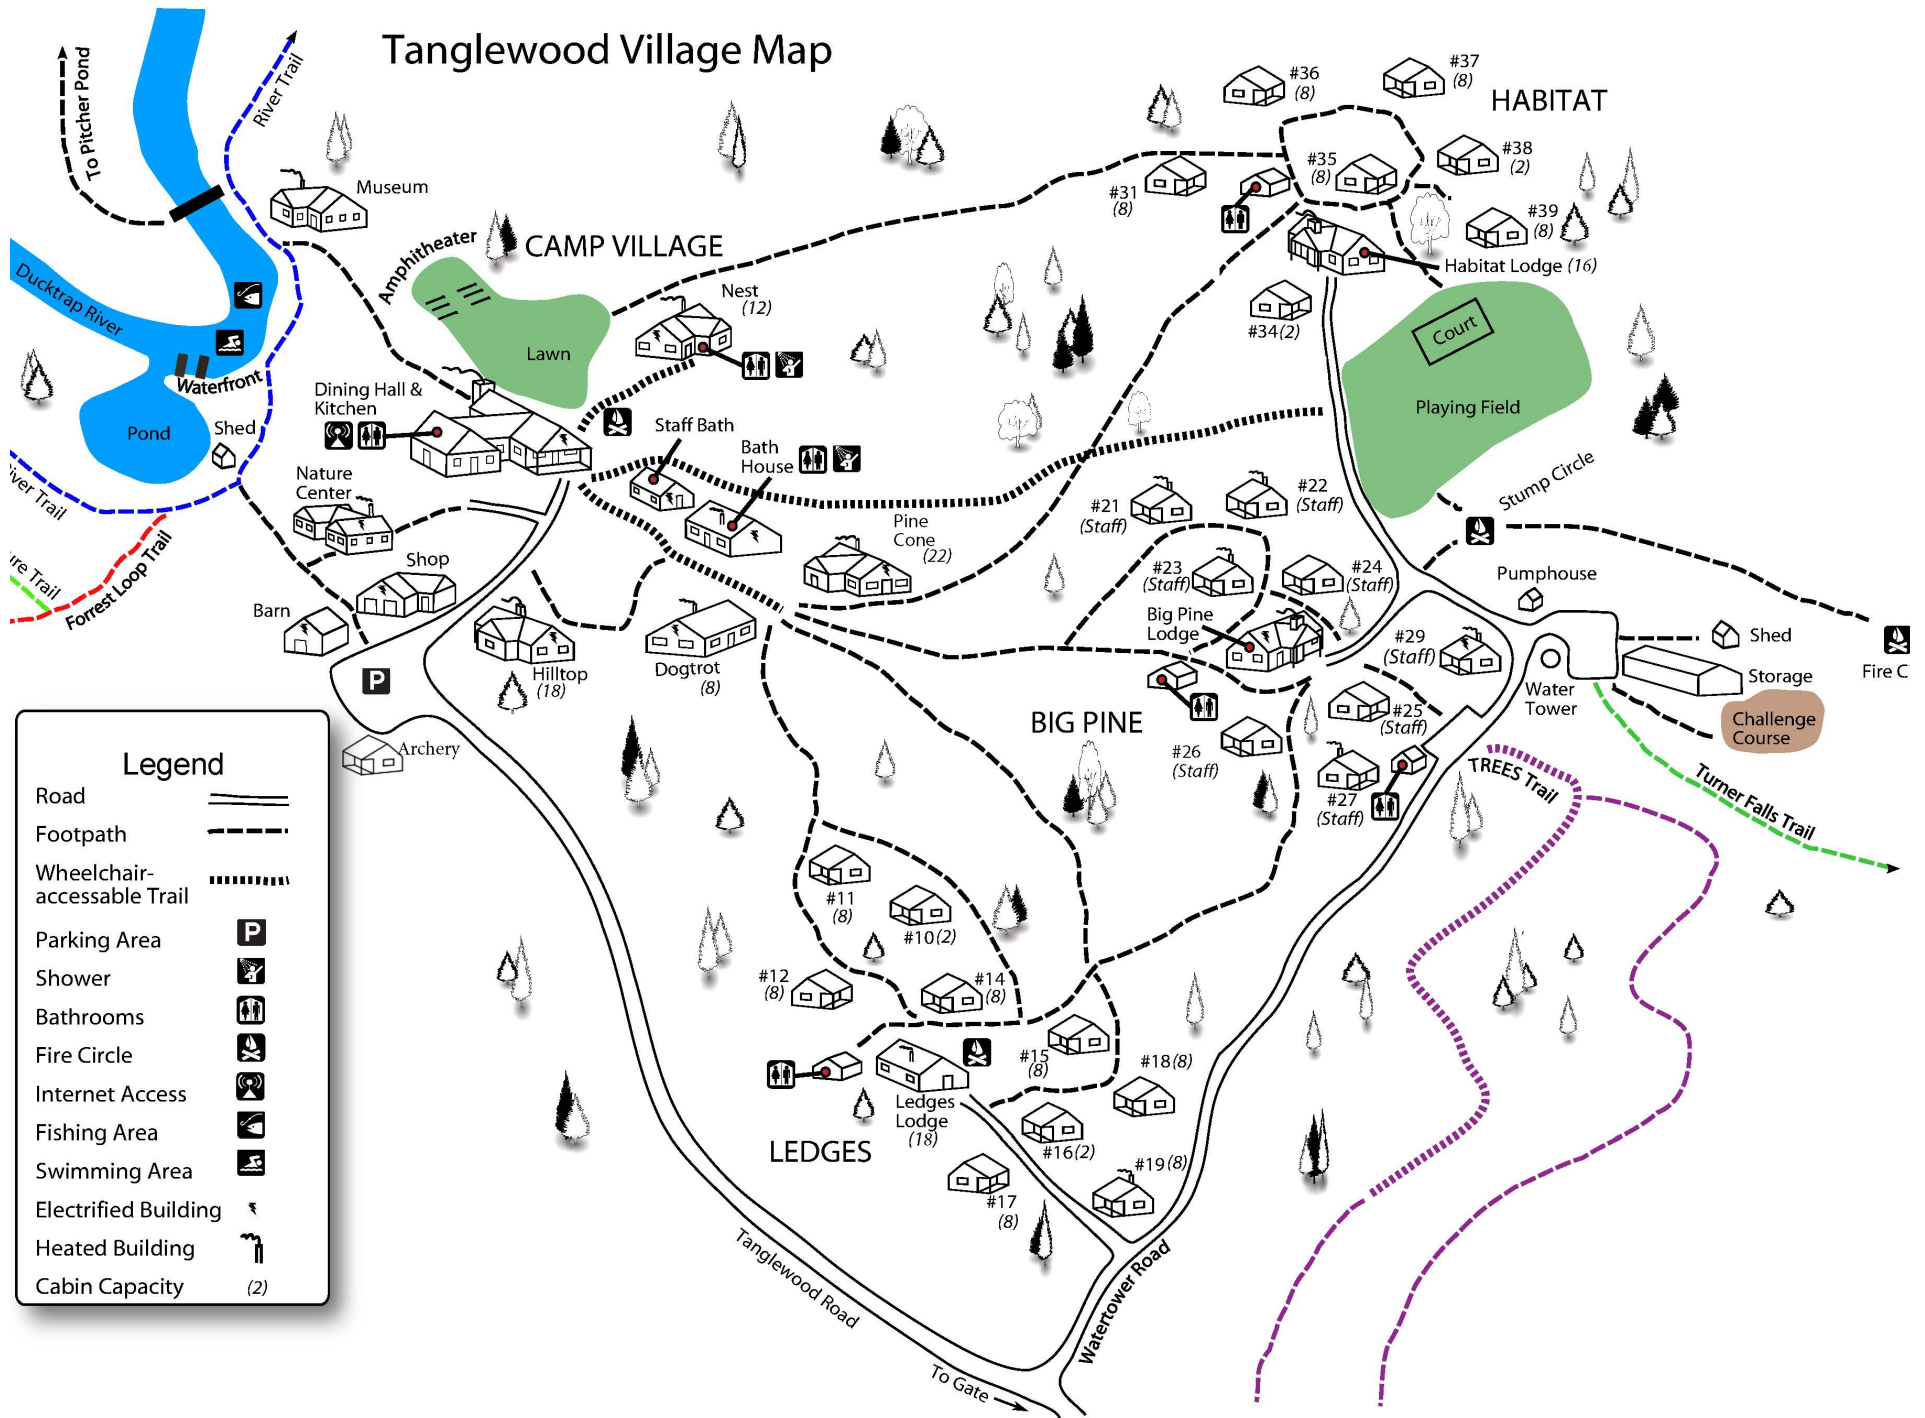 Tanglewood Village Map
To Pitcher Pond
River Trail
Museum
Amphitheater
CAMP VILLAGE
Lawn
Nest
(12)
Ducktrap River
Waterfront
Pond
Shed
Dining Hall &
Kitchen
Staff Bath
Bath
House
Nature
Center
Pine
Cone
(22)
Shop
Barn
Hilltop
(18)
Dogtrot
(8)
P
Archery
iver Trail
ure Trail
Forrest Loop Trail
HABITAT
#36
(8)
#37
(8)
#38
(2)
#35
(8)
#31
(8)
#39
(8)
Habitat Lodge (16)
#34(2)
Court
Playing Field
Stump Circle
#21
(Staff)
#22
(Staff)
#23
(Staff)
#24
(Staff)
Big Pine
Lodge
#29
(Staff)
#25
(Staff)
#26
(Staff)
#27
(Staff)
BIG PINE
Pumphouse
Shed
Storage
Water
Tower
Challenge
Course
Fire C
TREES Trail
Turner Falls Trail
#11
(8)
#10(2)
#12
(8)
#14
(8)
#15
(8)
#18(8)
Ledges
Lodge
(18)
#16(2)
#17
(8)
#19(8)
LEDGES
Tanglewood Road
Watertower Road
To Gate
Legend
Road
Footpath
Wheelchair-
accessable Trail
Parking Area
P
Shower
Bathrooms
Fire Circle
Internet Access
Fishing Area
Swimming Area
Electrified Building
Heated Building
Cabin Capacity (2)